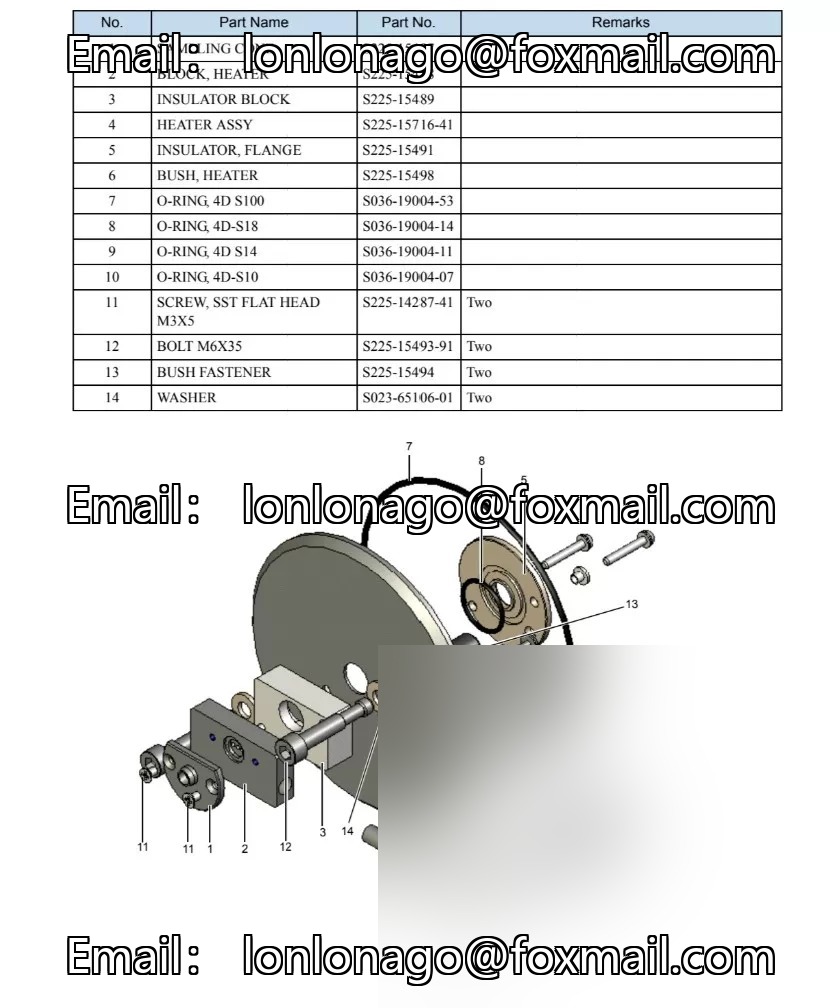 No. Part Name Part No. Remarks
Email： lonlonago@foxmail.com
2 BLOCK, HEATER
3 INSULATOR BLOCK S225-15489
4 HEATER ASSY S225-15716-41
5 INSULATOR, FLANGE S225-15491
6 BUSH, HEATER S225-15498
7 O-RING, 4D S100 S036-19004-53
8 O-RING, 4D-S18 S036-19004-14
9 O-RING, 4D S14 S036-19004-11
10 O-RING, 4D-S10 S036-19004-07
11 SCREW, SST FLAT HEAD S225-14287-41 Two
M3X5
12 BOLT M6X35 S225-15493-91 Two
13 BUSH FASTENER S225-15494 Two
14 WASHER S023-65106-01 Two
7
8
5
Email： lonlonago@foxmail.com
13
3 14
11 11 1 2 12
Email： lonlonago@foxmail.com